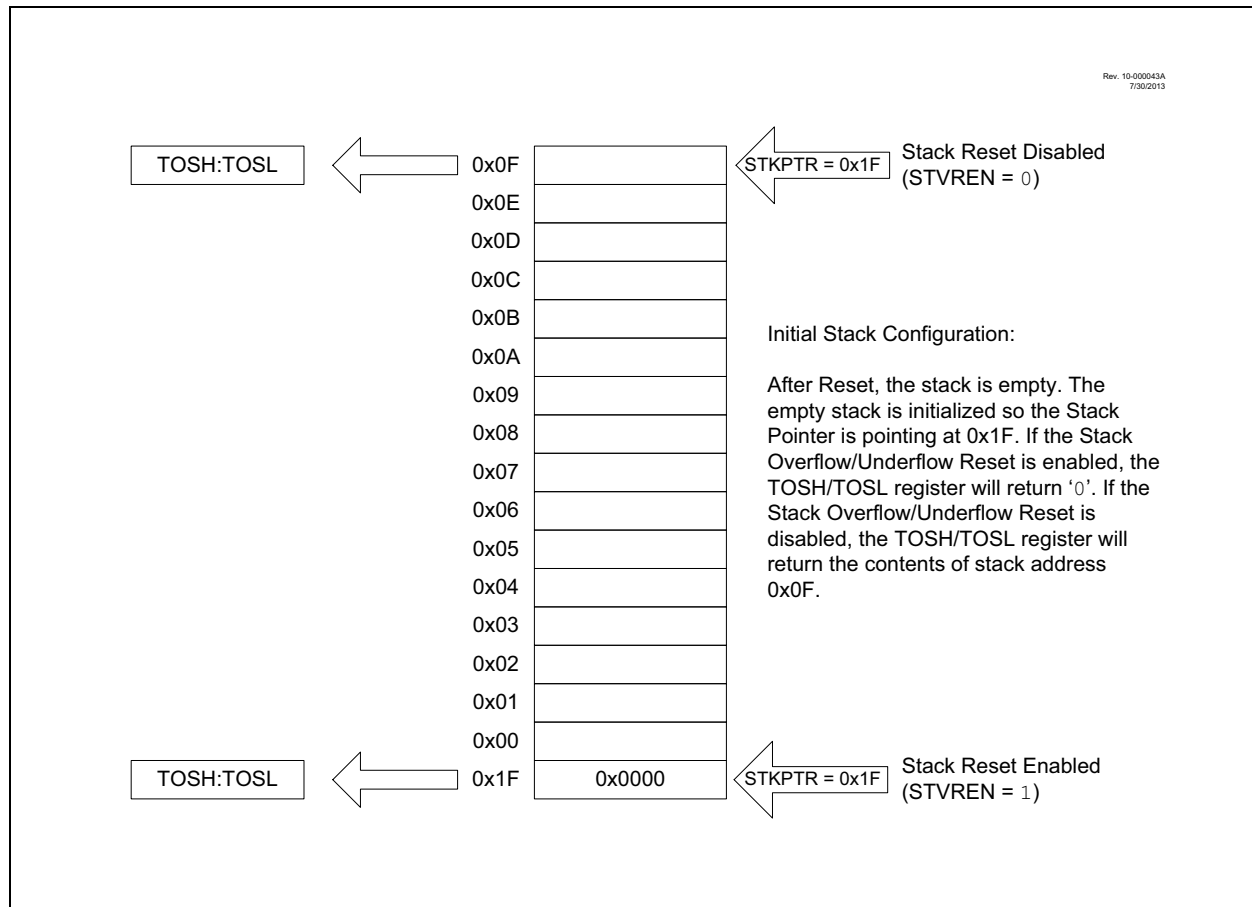 Rev. 10-000043A
7/30/2013
TOSH:TOSL
0x0F
STKPTR = 0x1F
Stack Reset Disabled
(STVREN = 0)
0x0E
0x0D
0x0C
0x0B
0x0A
0x09
0x08
0x07
0x06
0x05
0x04
0x03
0x02
0x01
0x00
Initial Stack Configuration:
After Reset, the stack is empty. The
empty stack is initialized so the Stack
Pointer is pointing at 0x1F. If the Stack
Overflow/Underflow Reset is enabled, the
TOSH/TOSL register will return ‘0’. If the
Stack Overflow/Underflow Reset is
disabled, the TOSH/TOSL register will
return the contents of stack address
0x0F.
TOSH:TOSL
0x1F
0x0000
STKPTR = 0x1F
Stack Reset Enabled
(STVREN = 1)